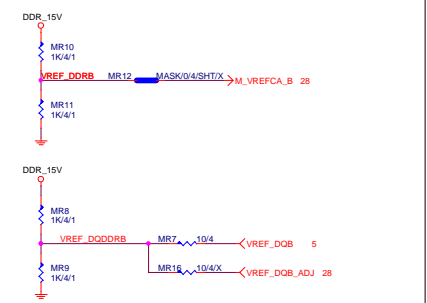 DDR_15V
MR10
1K/4/1
VREF_DDRB MR12 MASK/0/4/SHT/X M_VREFCA_B 28
MR11
1K/4/1
DDR_15V
MR8
1K/4/1
VREF_DQDDRB MR7 10/4 VREF_DQB 5
MR9 MR16 10/4/X VREF_DQB_ADJ 28
1K/4/1